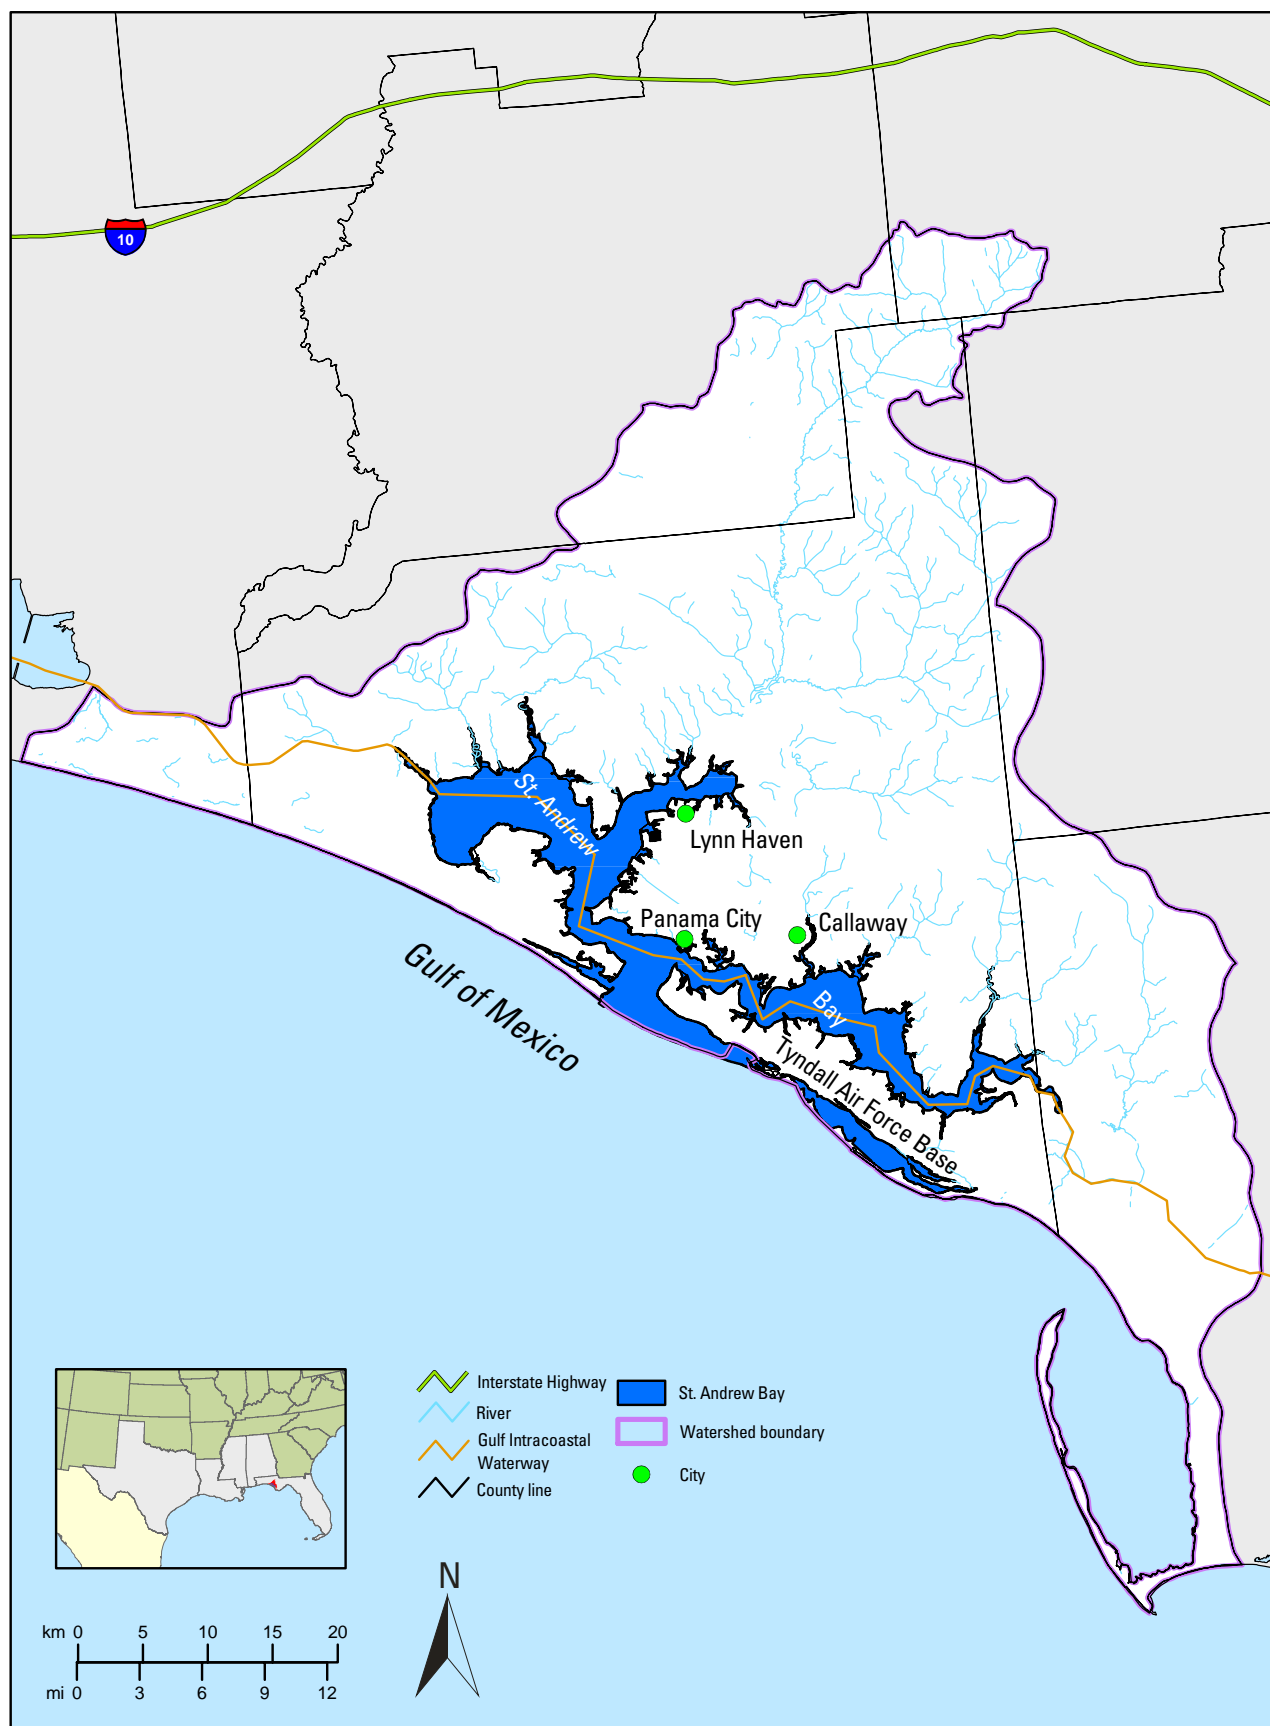 10
St. Andrew
Lynn Haven
Panama City
Callaway
Bay
Gulf of Mexico
Tyndall Air Force Base
Interstate Highway
River
Gulf Intracoastal
Waterway
County line
St. Andrew Bay
Watershed boundary
City
N
km 0 5 10 15 20
mi 0 3 6 9 12